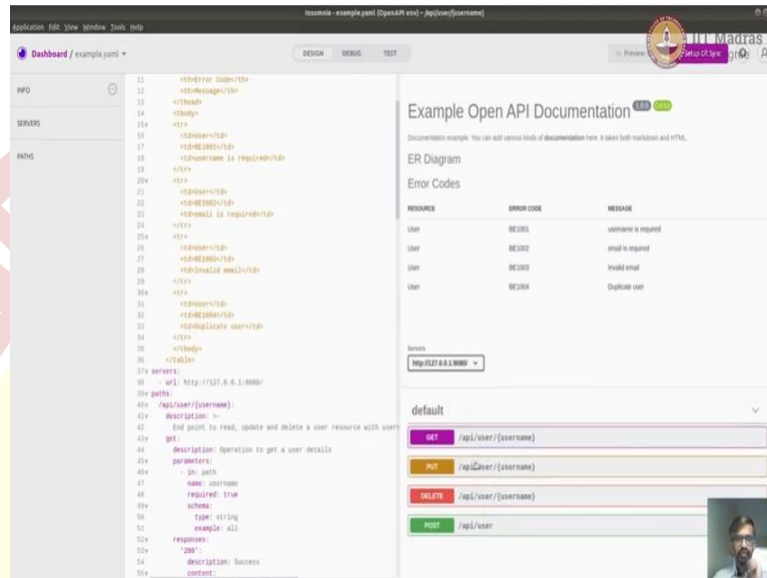 Insomnia - example.yaml (OpenAPI env) - /api/user/{username}
Application Edit View Window Tools Help
Dashboard / example.yaml
DESIGN DEBUG TEST
Preview
Setup Git Sync
IIT Madras
INFO
SERVERS
PATHS
11 <th>Error Code</th>
12 <th>Message</th>
13 </thead>
14 <tbody>
15 <tr>
16 <td>User</td>
17 <td>BE1001</td>
18 <td>username is required</td>
19 </tr>
20 <tr>
21 <td>User</td>
22 <td>BE1002</td>
23 <td>email is required</td>
24 </tr>
25 <tr>
26 <td>User</td>
27 <td>BE1003</td>
28 <td>Invalid email</td>
29 </tr>
30 <tr>
31 <td>User</td>
32 <td>BE1004</td>
33 <td>Duplicate user</td>
34 </tr>
35 </tbody>
36 </table>
37 servers:
38 - url: http://127.0.0.1:8080/
39 paths:
40 /api/user/{username}:
41 description: >-
42 End point to read, update and delete a user resource with usern
43 get:
44 description: Operation to get a user details
45 parameters:
46 - in: path
47 name: username
48 required: true
49 schema:
50 type: string
51 example: ali
52 responses:
53 '200':
54 description: Success
55 content:
Example Open API Documentation 1.0.0 OAS3
Documentation example. You can add various kinds of documentation here. It takes both markdown and HTML.
ER Diagram
Error Codes
RESOURCE ERROR CODE MESSAGE
User BE1001 username is required
User BE1002 email is required
User BE1003 Invalid email
User BE1004 Duplicate user
Servers
http://127.0.0.1:8080/
default
GET /api/user/{username}
PUT /api/user/{username}
DELETE /api/user/{username}
POST /api/user